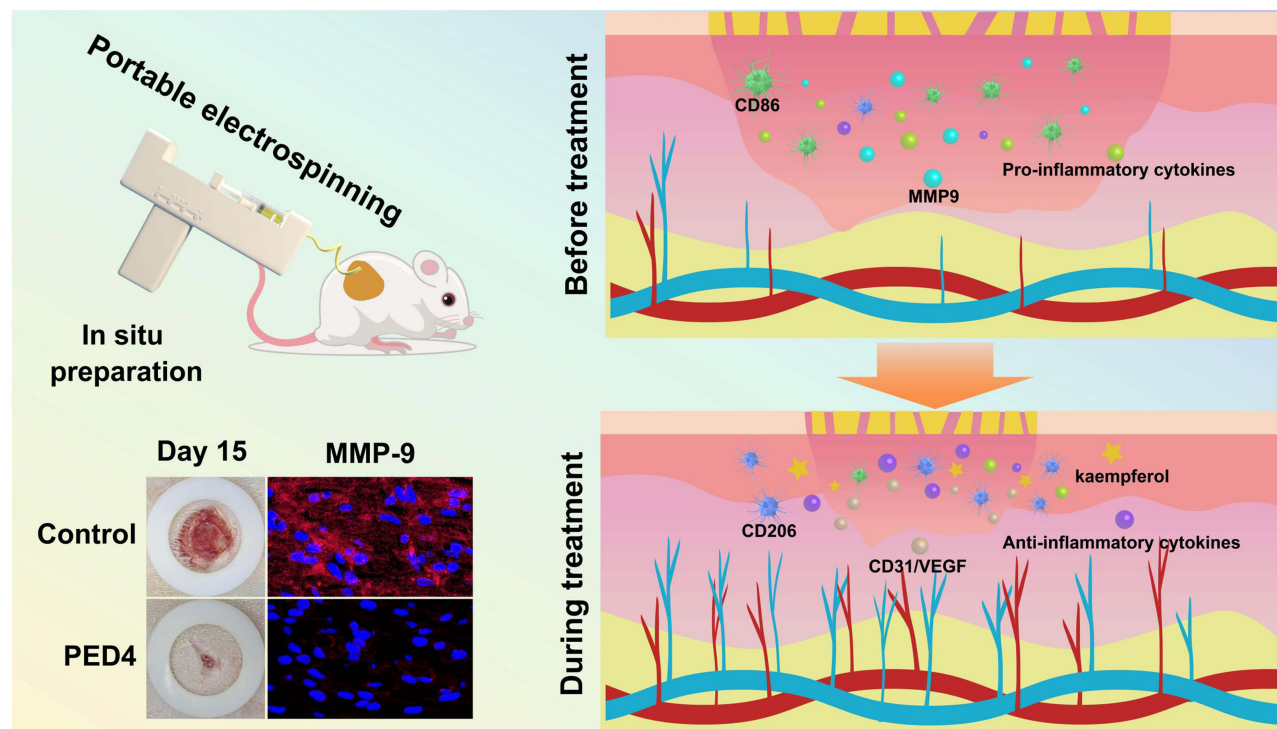 Portable electrospinning
In situ
preparation
Day 15
MMP-9
Control
PED4
Before treatment
CD86
Pro-inflammatory cytokines
MMP9
During treatment
kaempferol
CD206
Anti-inflammatory cytokines
CD31/VEGF